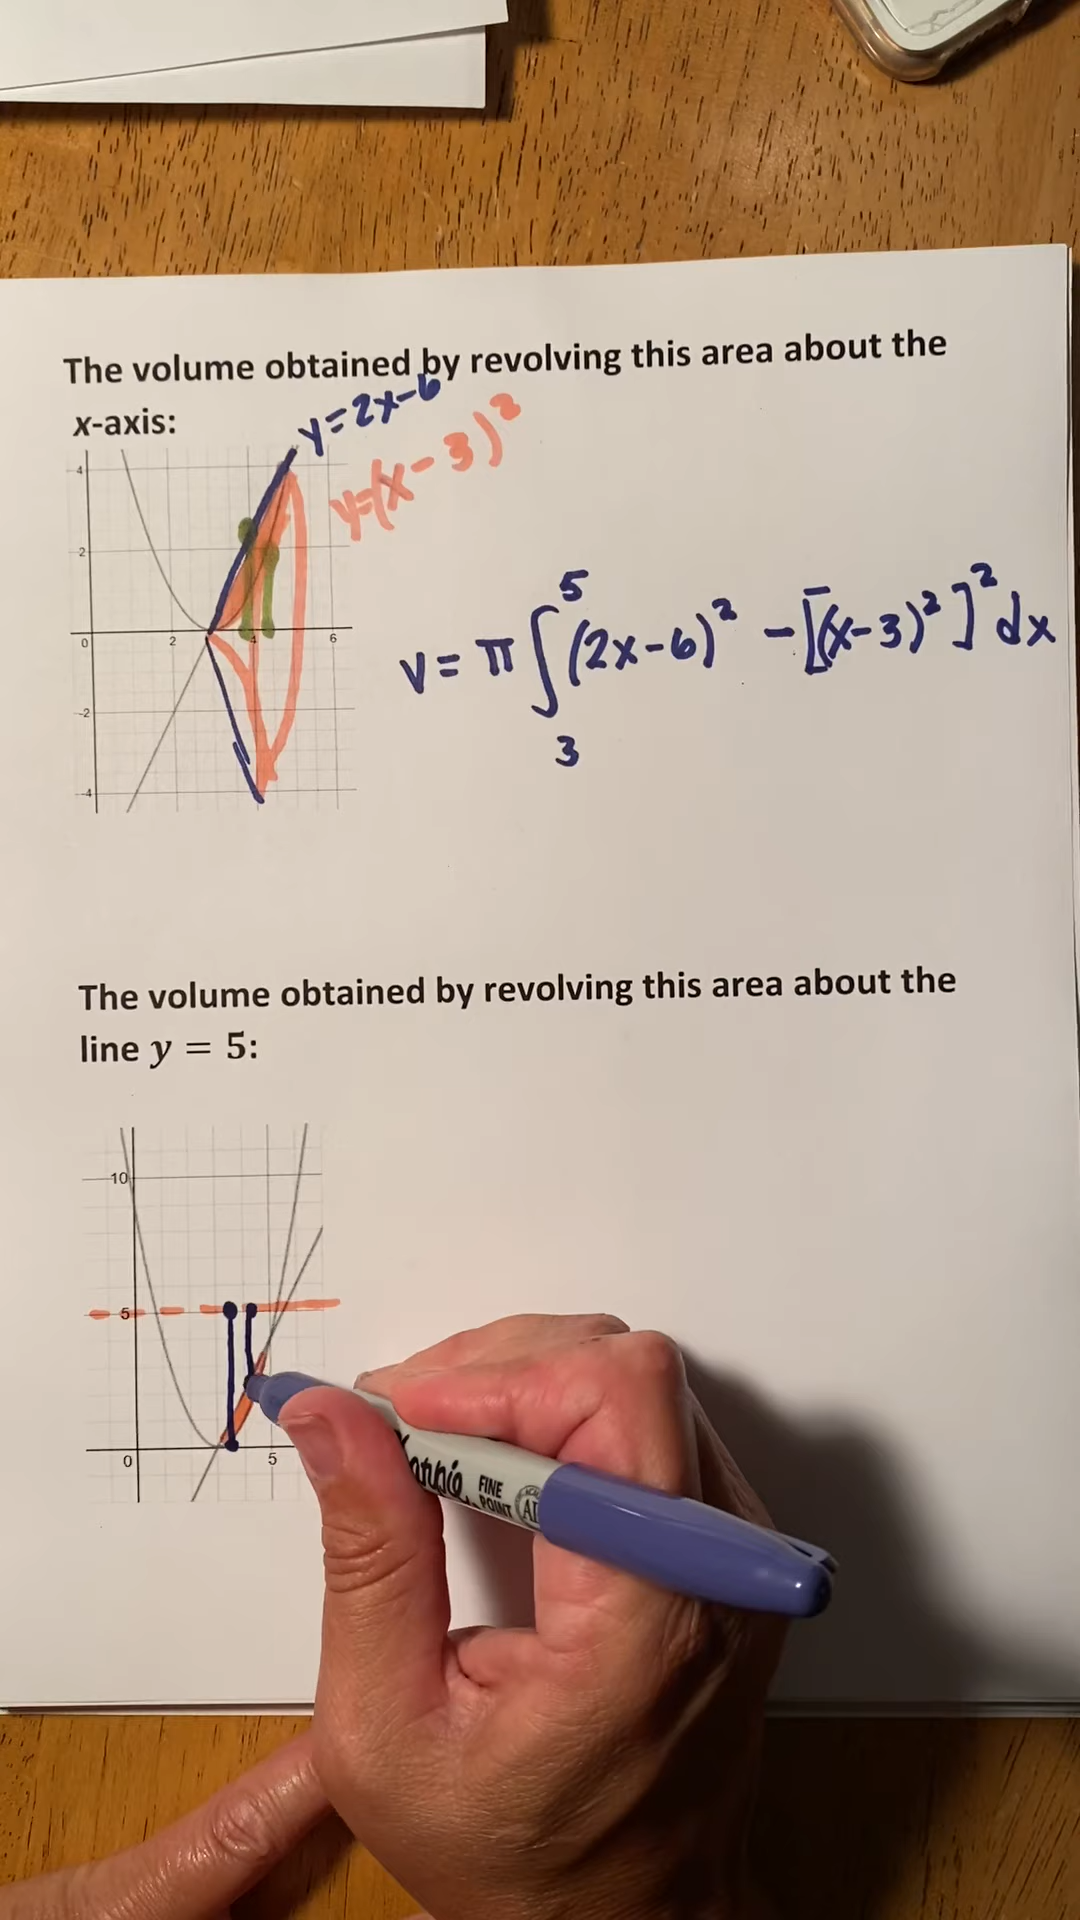 The volume obtained by revolving this area about the
x-axis:
y=2x-6
y=(x-3)²
4
2
0
2
4
6
-2
-4
5
V = π∫(2x-6)² - [(x-3)²]² dx
3
The volume obtained by revolving this area about the
line y = 5:
10
5
0
5
FINE
POINT